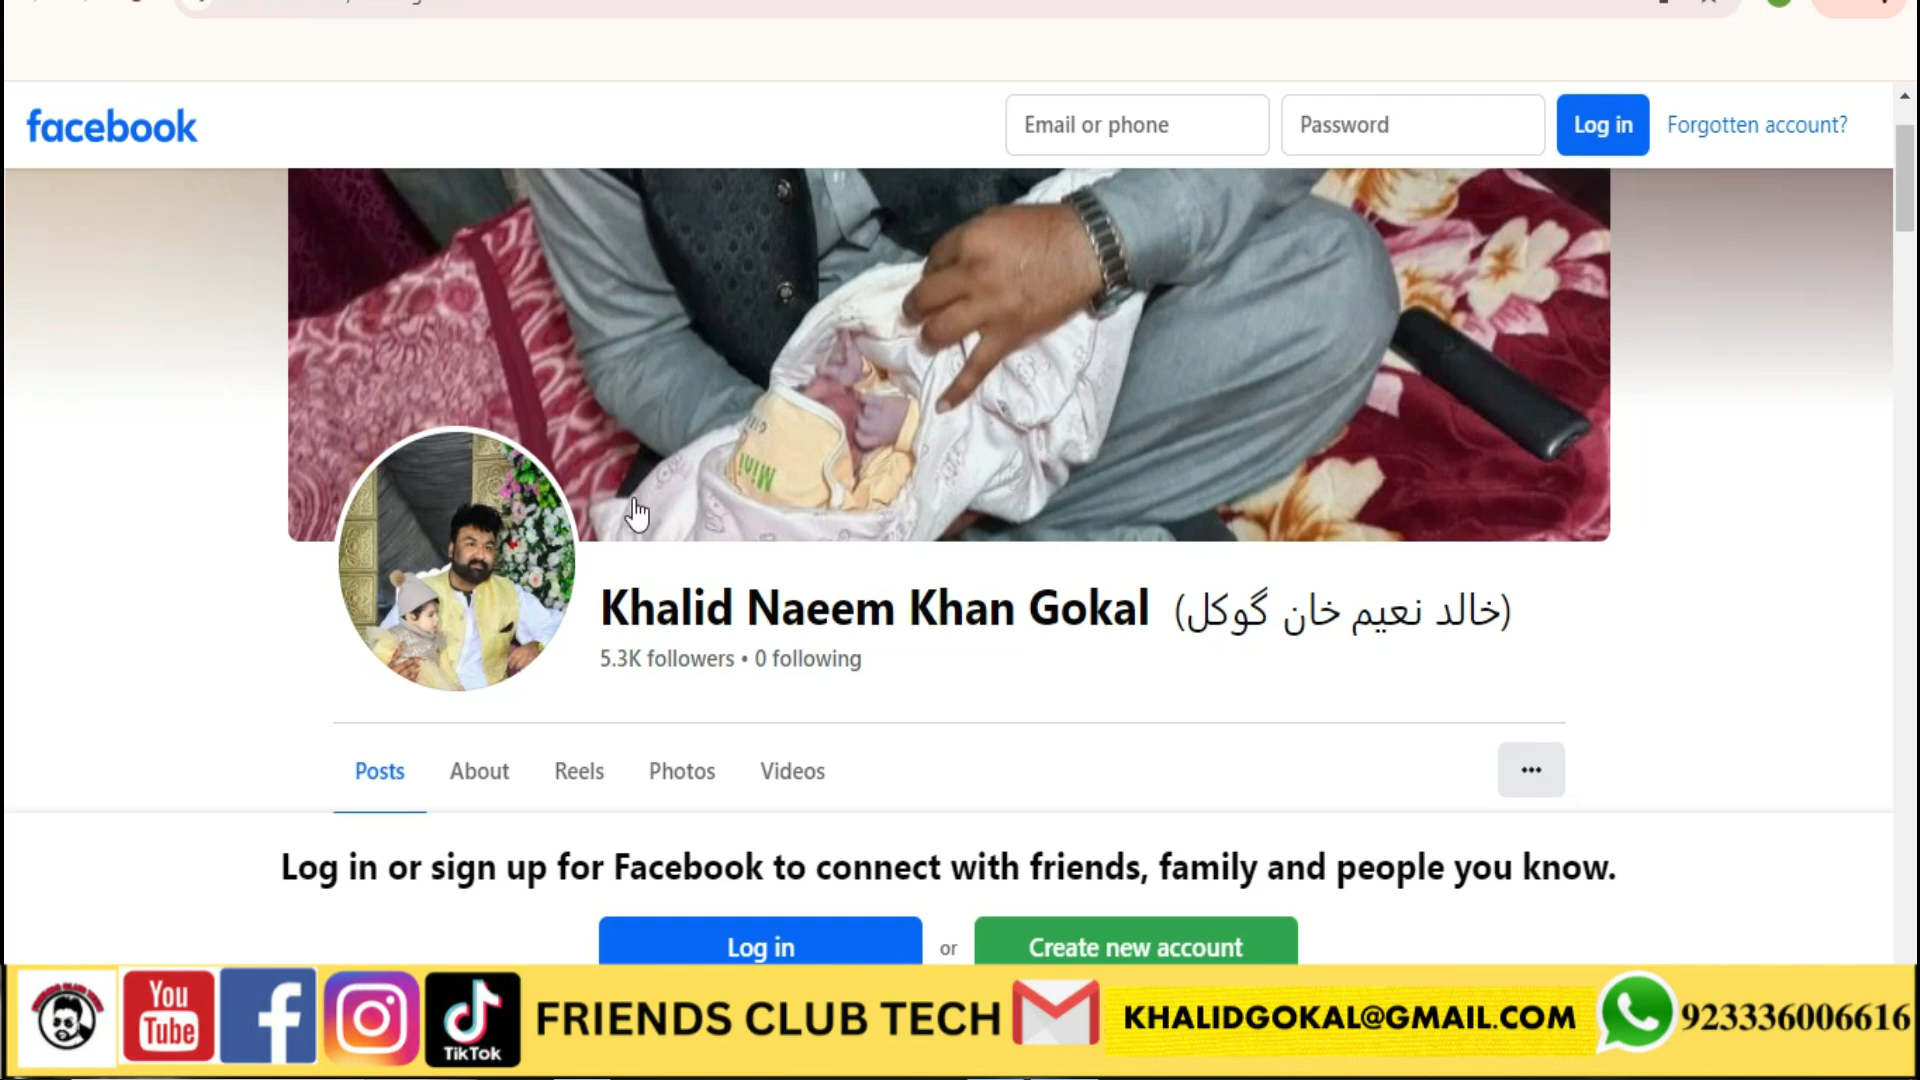 facebook
Email or phone
Password
Log in
Forgotten account?
Mini
Khalid Naeem Khan Gokal (خالد نعیم خان گوکل)
5.3K followers • 0 following
Posts
About
Reels
Photos
Videos
Log in or sign up for Facebook to connect with friends, family and people you know.
Log in
or
Create new account
You
Tube
TikTok
FRIENDS CLUB TECH
KHALIDGOKAL@GMAIL.COM
923336006616